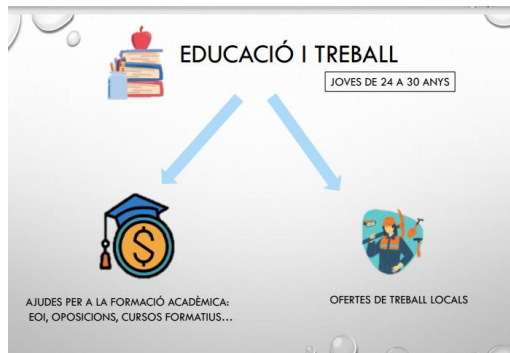 EDUCACIÓ I TREBALL
JOVES DE 24 A 30 ANYS
AJUDES PER A LA FORMACIÓ ACADÈMICA:
EOI, OPOSICIONS, CURSOS FORMATIUS...
OFERTES DE TREBALL LOCALS